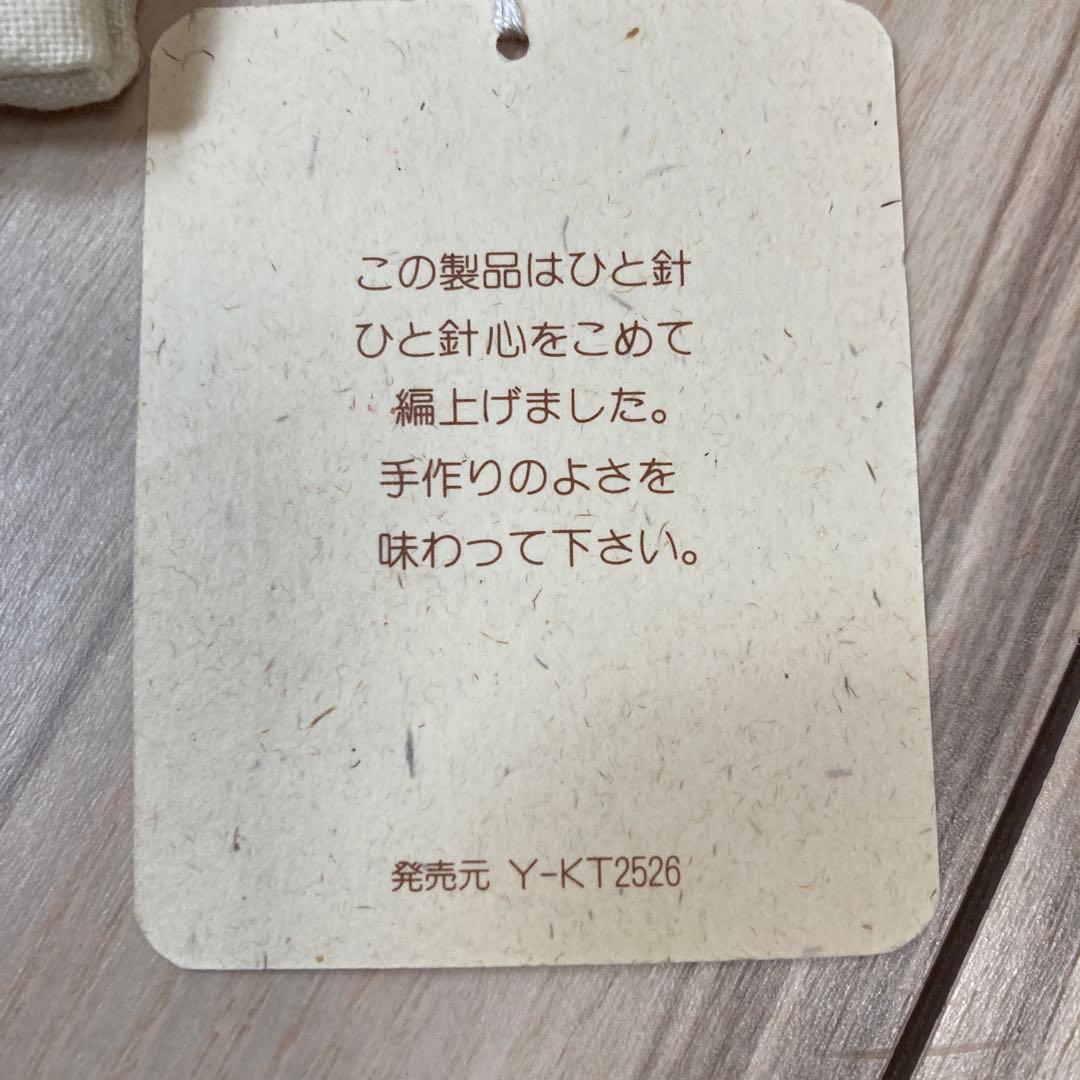 この製品はひと針
ひと針心をこめて
編上げました。
手作りのよさを
味わって下さい。
発売元 Y-KT2526